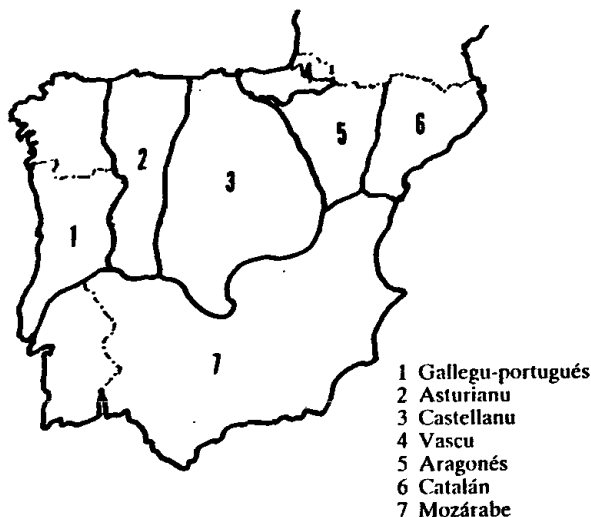 4
5
6
2
3
1
7
1 Gallegu-portugués
2 Asturianu
3 Castellanu
4 Vascu
5 Aragonés
6 Catalán
7 Mozárabe